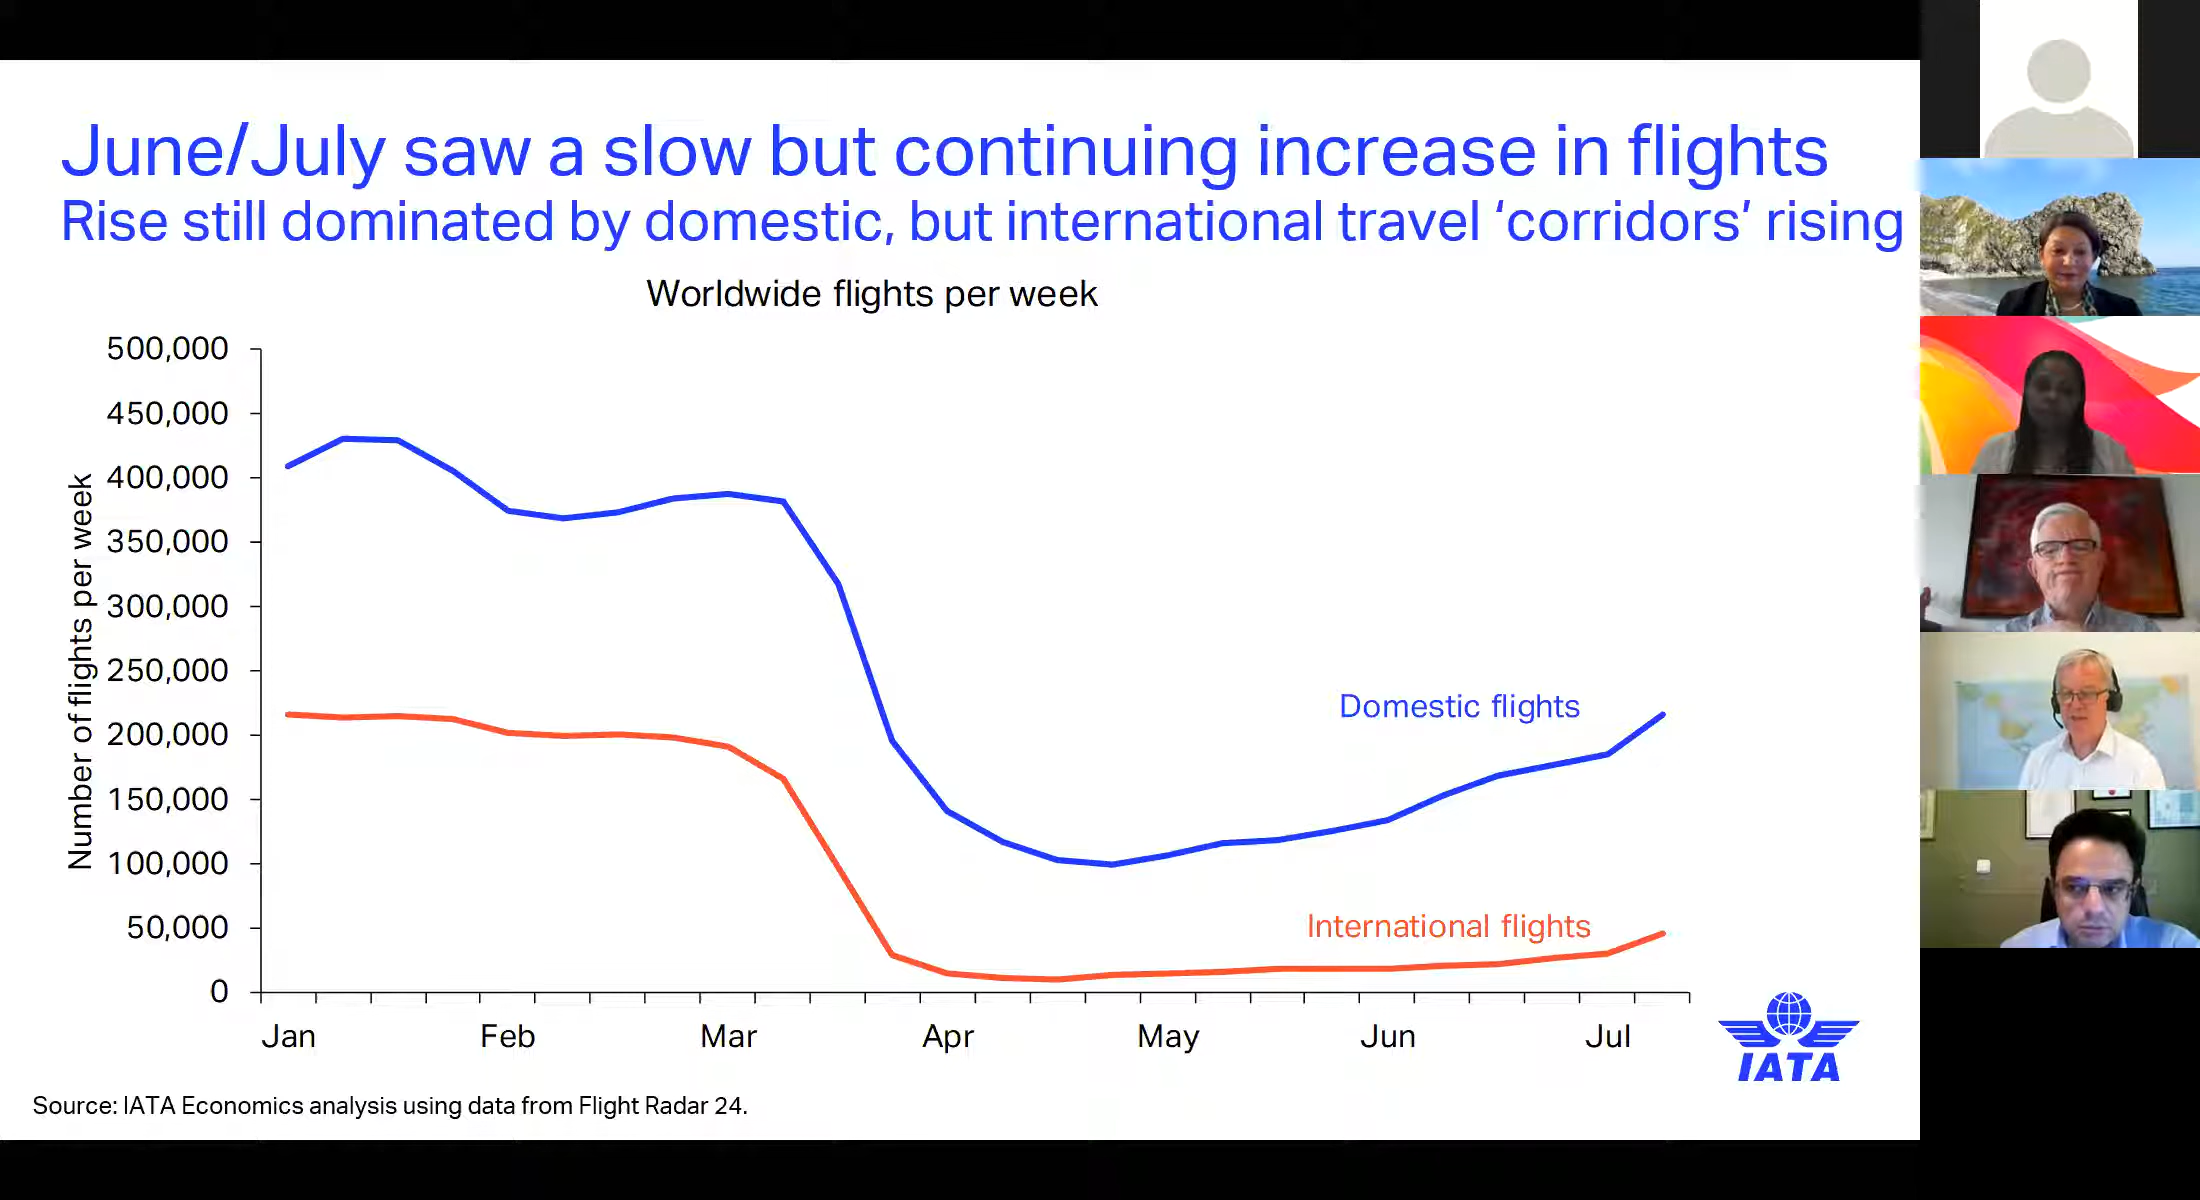 June/July saw a slow but continuing increase in flights
Rise still dominated by domestic, but international travel ‘corridors’ rising
Worldwide flights per week
Number of flights per week
500,000
450,000
400,000
350,000
300,000
250,000
200,000
150,000
100,000
50,000
0
Domestic flights
International flights
Jan Feb Mar Apr May Jun Jul
IATA
Source: IATA Economics analysis using data from Flight Radar 24.